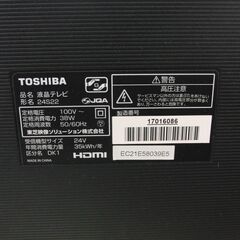 TOSHIBA
品名 液晶テレビ
形名 24S22
JQA
定格電圧 100V~
定格消費電力 38W
定格周波数 50/60Hz
東芝映像ソリューション株式会社
受信機型サイズ 24V
年間消費電力量 35kWh/年
区分名 DK1
MADE IN CHINA
HDMI
警告
高圧注意
製造番号
17016086
EC21E58039E5